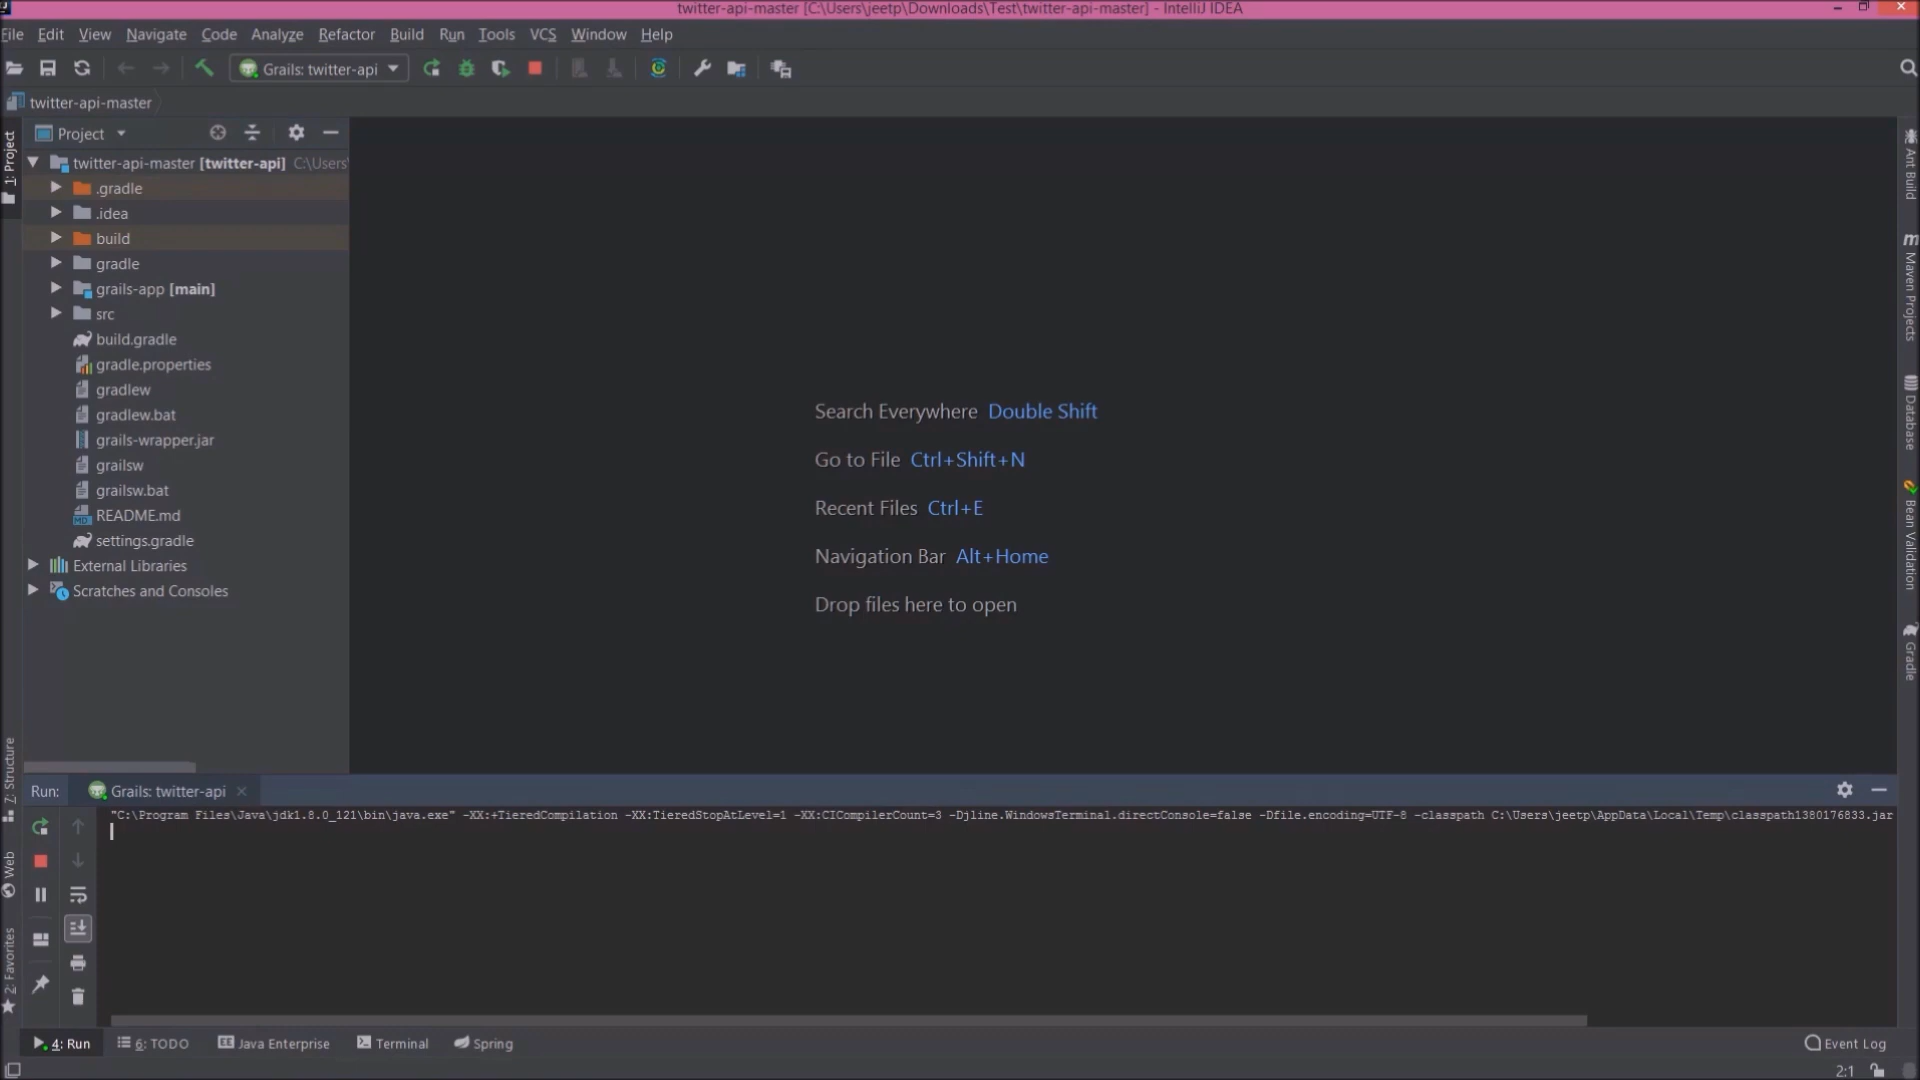 twitter-api-master [C:\Users\jeetp\Downloads\Test\twitter-api-master] - IntelliJ IDEA
File Edit View Navigate Code Analyze Refactor Build Run Tools VCS Window Help
Grails: twitter-api
twitter-api-master
Project
1: Project
twitter-api-master [twitter-api] C:\Users\
.gradle
.idea
build
gradle
grails-app [main]
src
build.gradle
gradle.properties
gradlew
gradlew.bat
grails-wrapper.jar
grailsw
grailsw.bat
README.md
settings.gradle
External Libraries
Scratches and Consoles
Search Everywhere Double Shift
Go to File Ctrl+Shift+N
Recent Files Ctrl+E
Navigation Bar Alt+Home
Drop files here to open
Ant Build
Maven Projects
Database
Bean Validation
Gradle
Z: Structure
Web
2: Favorites
Run: Grails: twitter-api
"C:\Program Files\Java\jdk1.8.0_121\bin\java.exe" -XX:+TieredCompilation -XX:TieredStopAtLevel=1 -XX:CICompilerCount=3 -Djline.WindowsTerminal.directConsole=false -Dfile.encoding=UTF-8 -classpath C:\Users\jeetp\AppData\Local\Temp\classpath1380176833.jar
4: Run 6: TODO Java Enterprise Terminal Spring Event Log
2:1